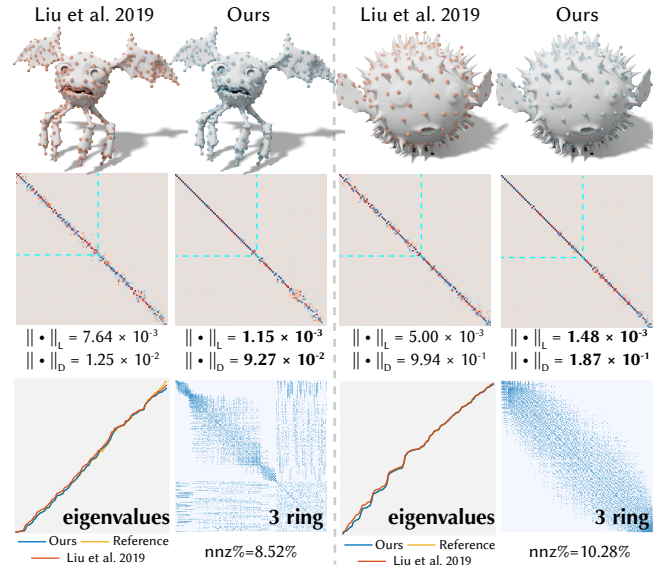 Liu et al. 2019
Ours
Liu et al. 2019
Ours
‖ • ‖L = 7.64 × 10-3
‖ • ‖D = 1.25 × 10-2
‖ • ‖L = 1.15 × 10-3
‖ • ‖D = 9.27 × 10-2
‖ • ‖L = 5.00 × 10-3
‖ • ‖D = 9.94 × 10-1
‖ • ‖L = 1.48 × 10-3
‖ • ‖D = 1.87 × 10-1
eigenvalues
3 ring
eigenvalues
3 ring
Ours Reference
Liu et al. 2019
nnz%=8.52%
Ours Reference
Liu et al. 2019
nnz%=10.28%